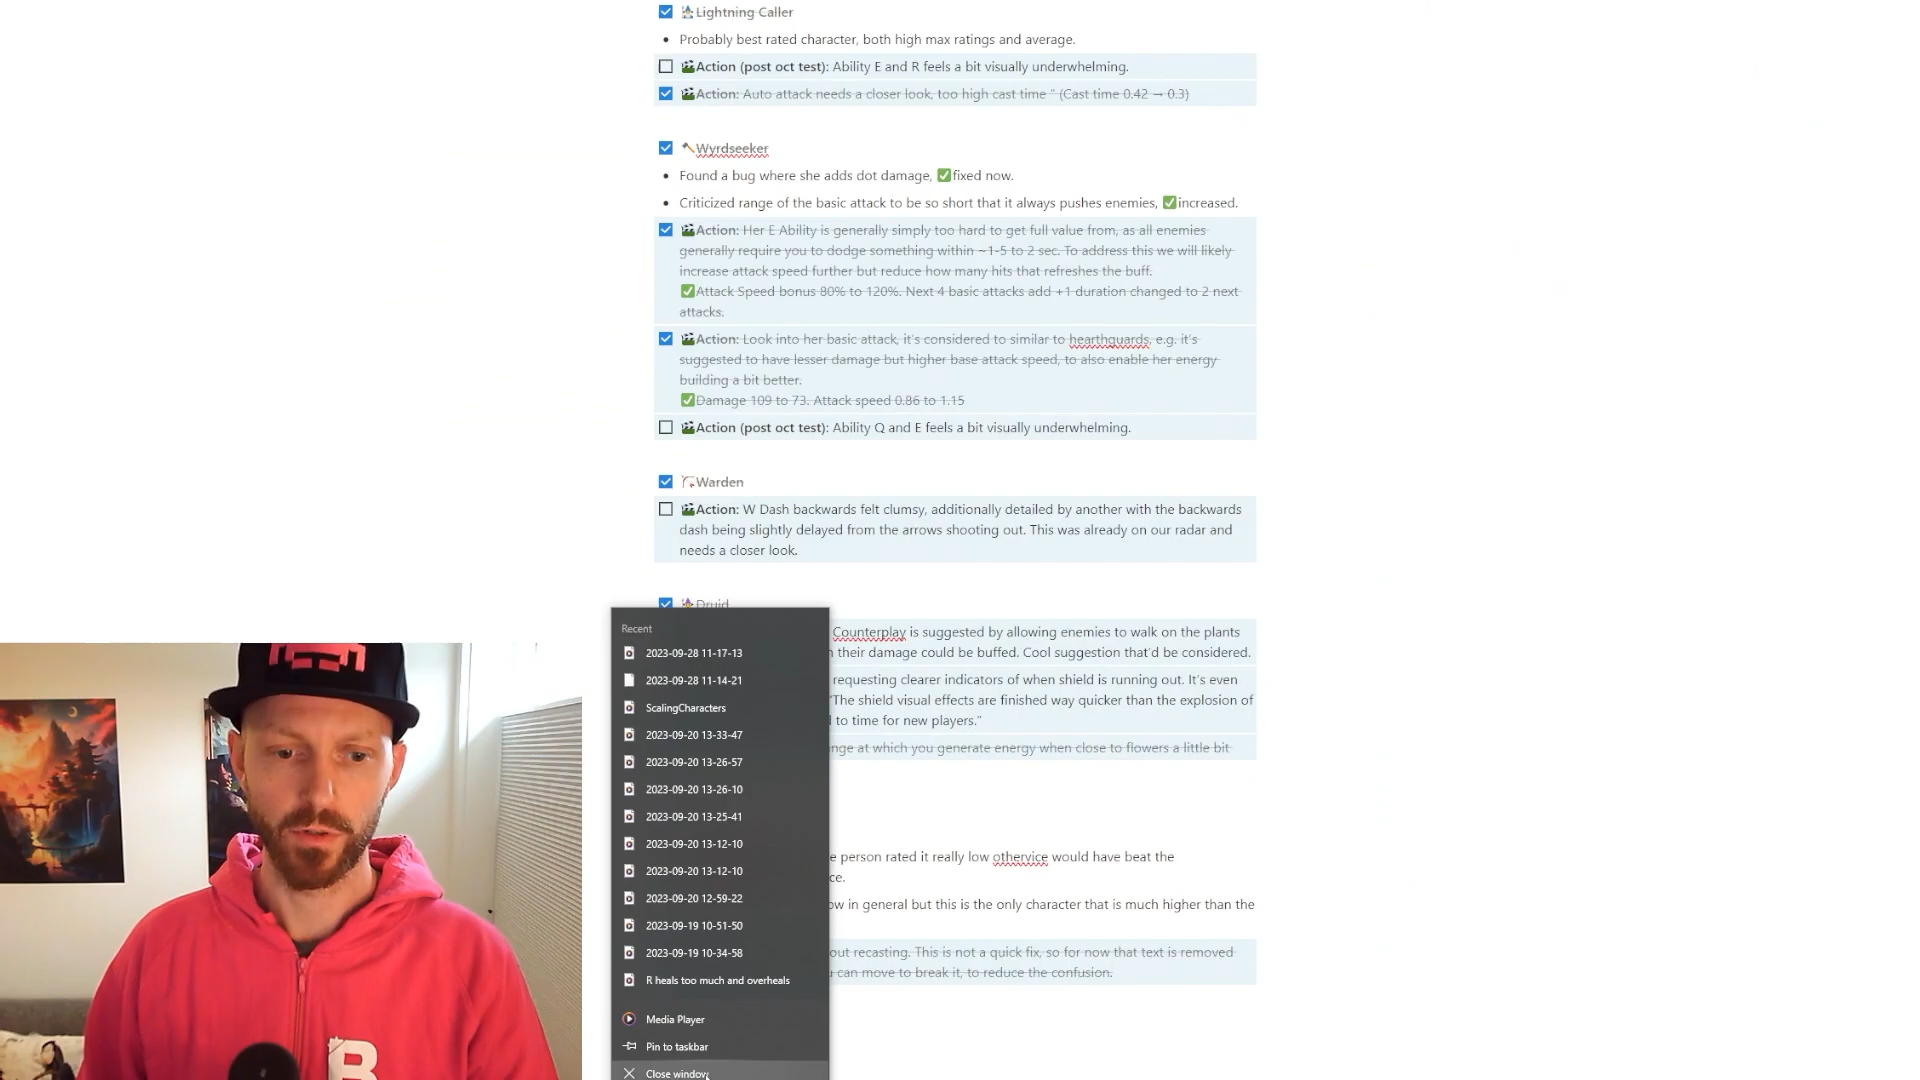 Lightning Caller
Probably best rated character, both high max ratings and average.
Action (post oct test): Ability E and R feels a bit visually underwhelming.
Action: Auto attack needs a closer look, too high cast time " (Cast time 0.42 → 0.3)
Wyrdseeker
Found a bug where she adds dot damage, ✅fixed now.
Criticized range of the basic attack to be so short that it always pushes enemies, ✅increased.
Action: Her E Ability is generally simply too hard to get full value from, as all enemies
generally require you to dodge something within ~1-5 to 2 sec. To address this we will likely
increase attack speed further but reduce how many hits that refreshes the buff.
✅Attack Speed bonus 80% to 120%. Next 4 basic attacks add +1 duration changed to 2 next
attacks.
Action: Look into her basic attack, it's considered to similar to hearthguards, e.g. it's
suggested to have lesser damage but higher base attack speed, to also enable her energy
building a bit better.
✅Damage 109 to 73. Attack speed 0.86 to 1.15
Action (post oct test): Ability Q and E feels a bit visually underwhelming.
Warden
Action: W Dash backwards felt clumsy, additionally detailed by another with the backwards
dash being slightly delayed from the arrows shooting out. This was already on our radar and
needs a closer look.
Druid
Counterplay is suggested by allowing enemies to walk on the plants
their damage could be buffed. Cool suggestion that'd be considered.
requesting clearer indicators of when shield is running out. It's even
"The shield visual effects are finished way quicker than the explosion of
to time for new players."
nge at which you generate energy when close to flowers a little bit
e person rated it really low othervice would have beat the
ce.
ow in general but this is the only character that is much higher than the
out recasting. This is not a quick fix, so for now that text is removed
can move to break it, to reduce the confusion.
Recent
2023-09-28 11-17-13
2023-09-28 11-14-21
ScalingCharacters
2023-09-20 13-33-47
2023-09-20 13-26-57
2023-09-20 13-26-10
2023-09-20 13-25-41
2023-09-20 13-12-10
2023-09-20 13-12-10
2023-09-20 12-59-22
2023-09-19 10-51-50
2023-09-19 10-34-58
R heals too much and overheals
Media Player
Pin to taskbar
Close window
B